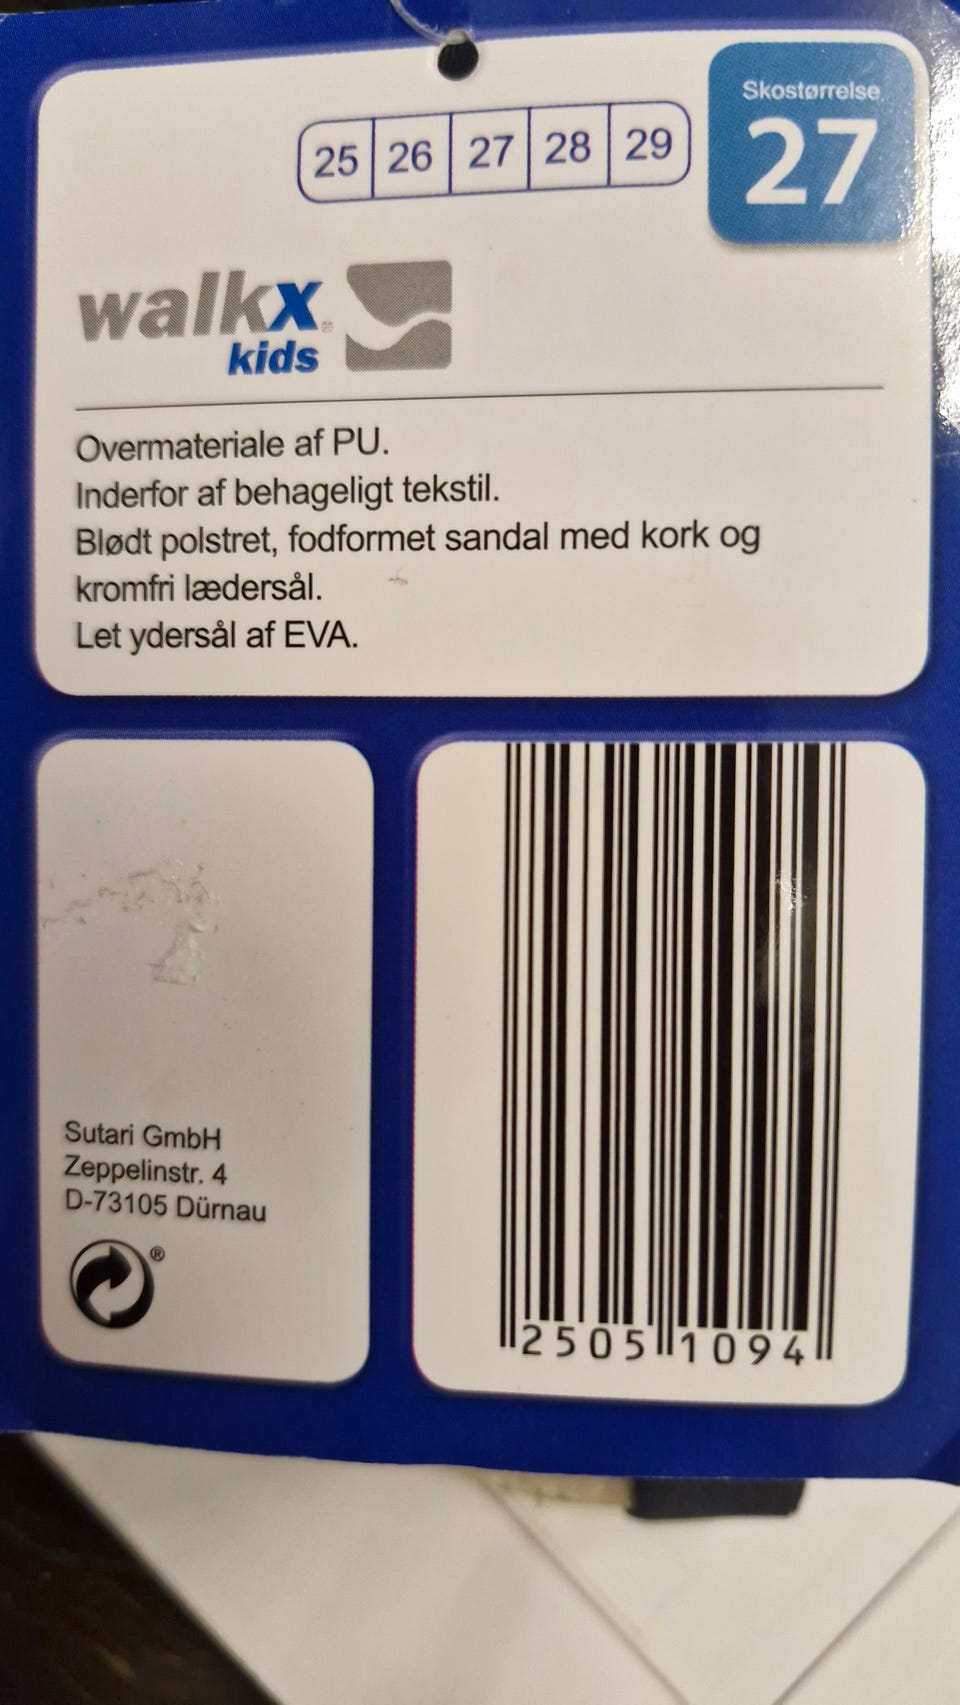 Skostørrelse
27
25 26 27 28 29
walkx®
kids
Overmateriale af PU.
Inderfor af behageligt tekstil.
Blødt polstret, fodformet sandal med kork og
kromfri lædersål.
Let ydersål af EVA.
Sutari GmbH
Zeppelinstr. 4
D-73105 Dürnau
®
2505 1094